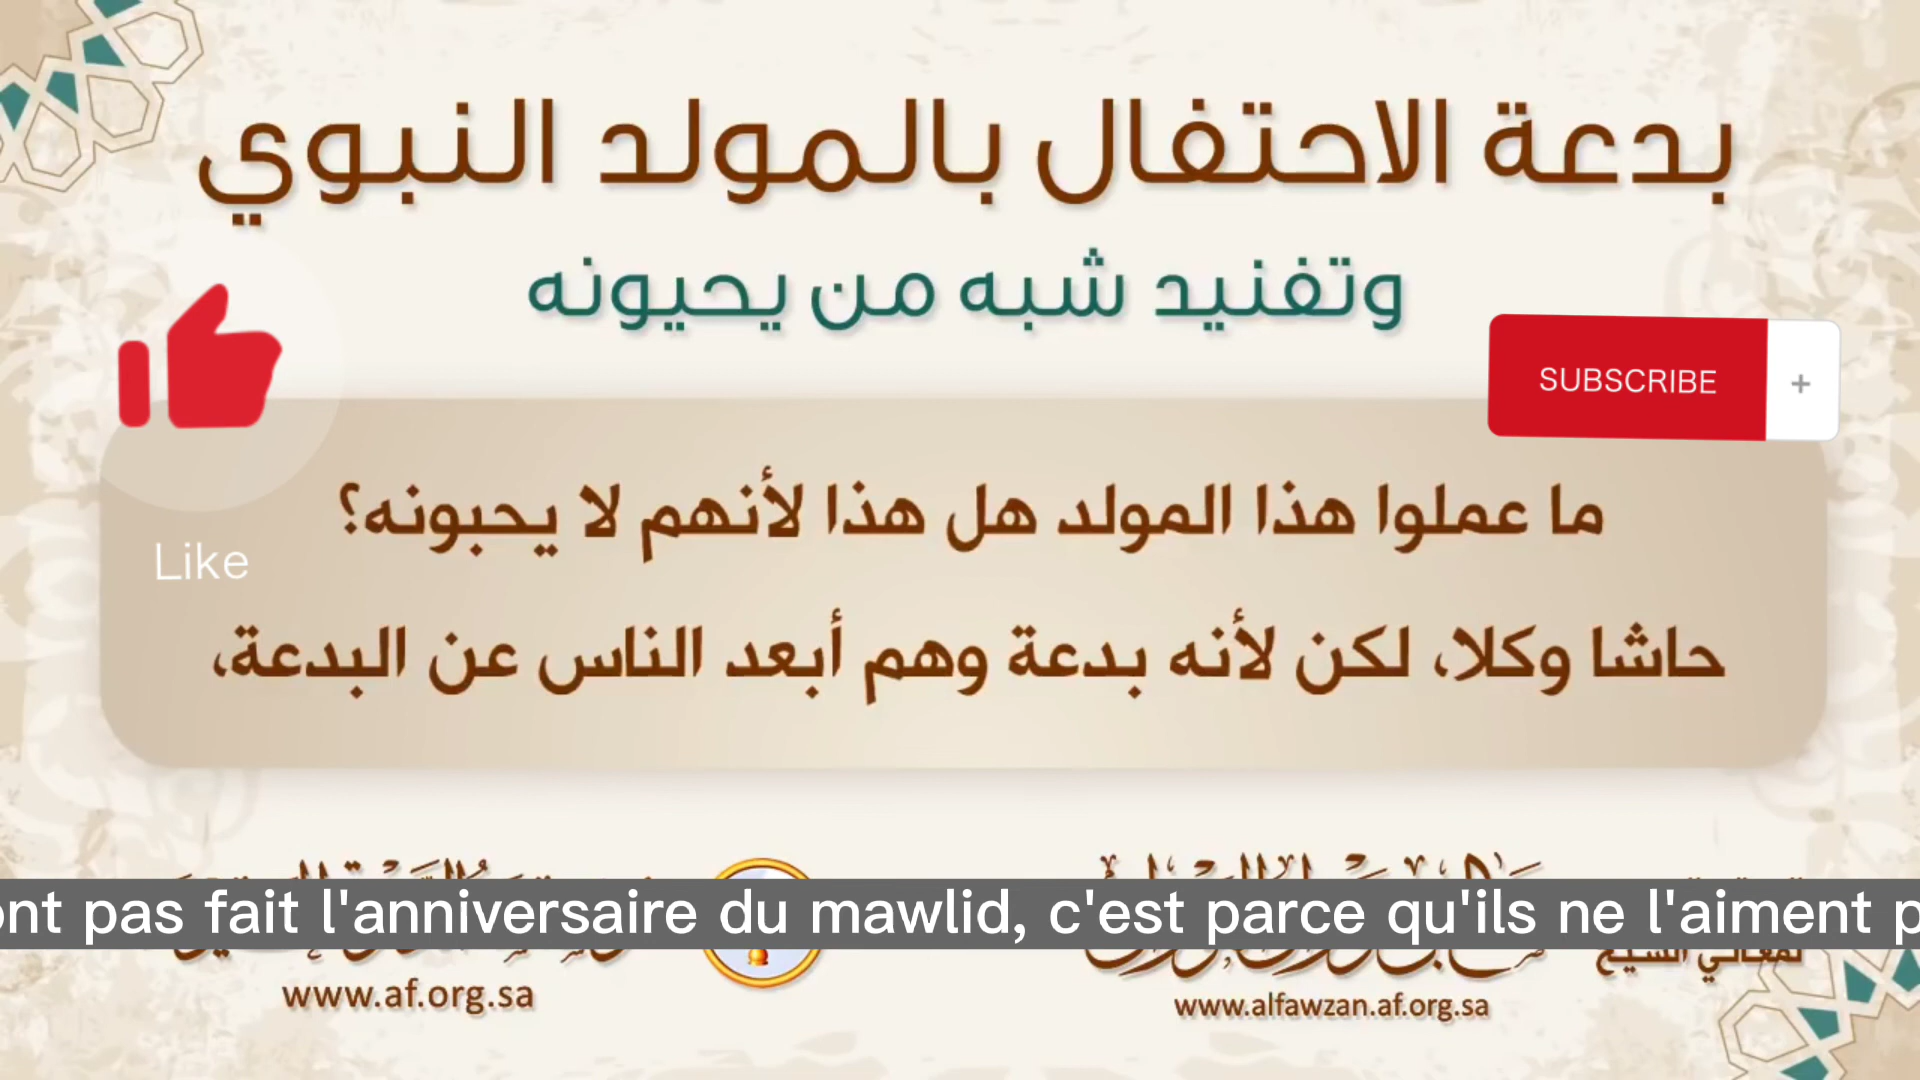 بدعة الاحتفال بالمولد النبوي
وتفنيد شبه من يحيونه
SUBSCRIBE +
ما عملوا هذا المولد هل هذا لأنهم لا يحبونه؟
Like
حاشا وكلا، لكن لأنه بدعة وهم أبعد الناس عن البدعة،
ont pas fait l'anniversaire du mawlid, c'est parce qu'ils ne l'aiment p
لمعالي الشيخ
www.af.org.sa
www.alfawzan.af.org.sa